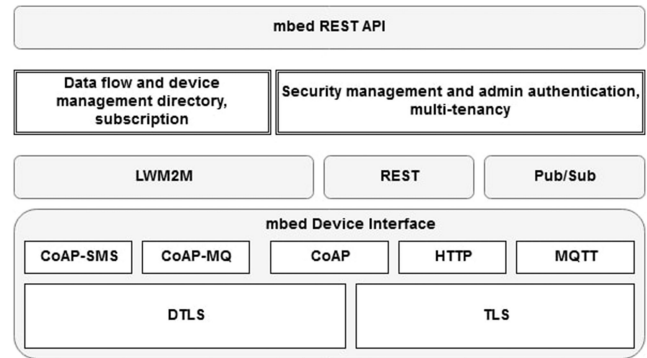 mbed REST API
Data flow and device
management directory,
subscription
Security management and admin authentication,
multi-tenancy
LWM2M
REST
Pub/Sub
mbed Device Interface
CoAP-SMS
CoAP-MQ
CoAP
HTTP
MQTT
DTLS
TLS